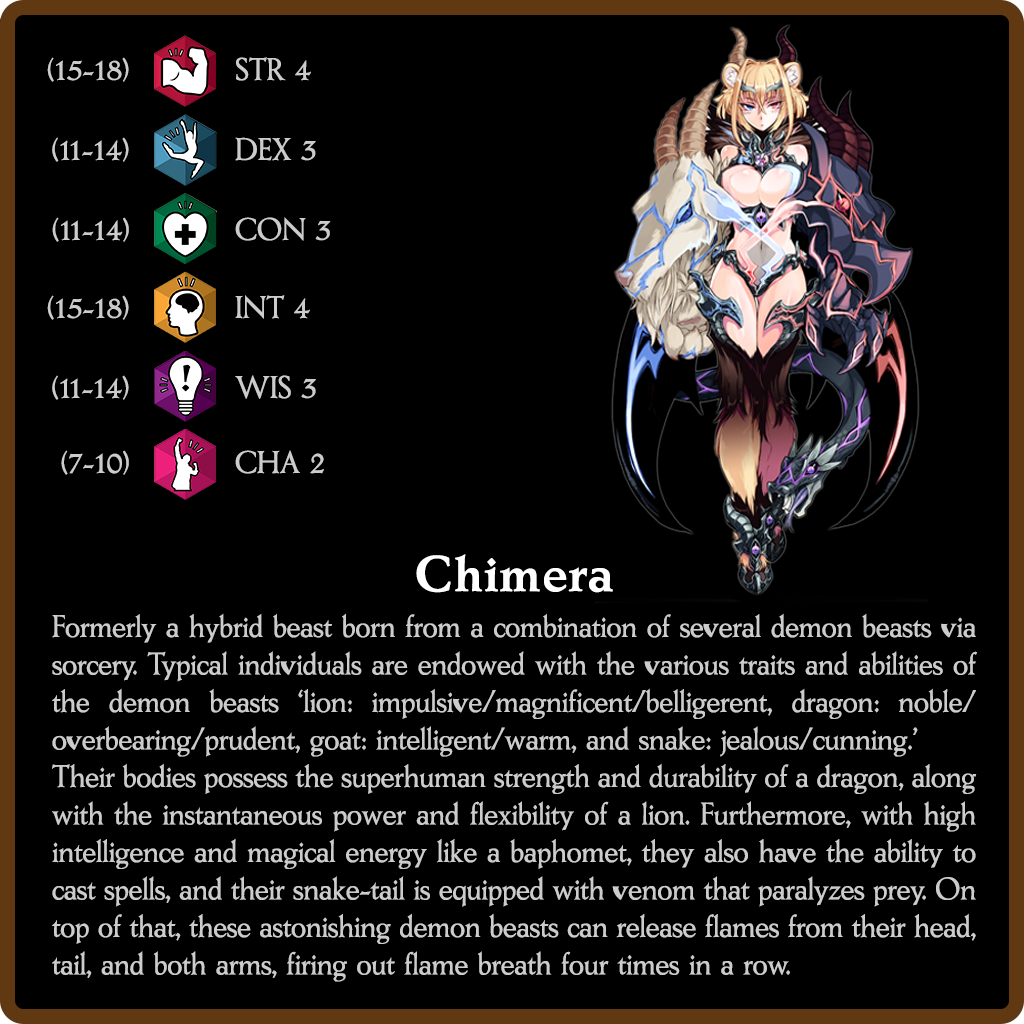 (15-18) STR 4
(11-14) DEX 3
(11-14) CON 3
(15-18) INT 4
(11-14) WIS 3
(7-10) CHA 2
Chimera
Formerly a hybrid beast born from a combination of several demon beasts via
sorcery. Typical individuals are endowed with the various traits and abilities of
the demon beasts ‘lion: impulsive/magnificent/belligerent, dragon: noble/
overbearing/prudent, goat: intelligent/warm, and snake: jealous/cunning.’
Their bodies possess the superhuman strength and durability of a dragon, along
with the instantaneous power and flexibility of a lion. Furthermore, with high
intelligence and magical energy like a baphomet, they also have the ability to
cast spells, and their snake-tail is equipped with venom that paralyzes prey. On
top of that, these astonishing demon beasts can release flames from their head,
tail, and both arms, firing out flame breath four times in a row.